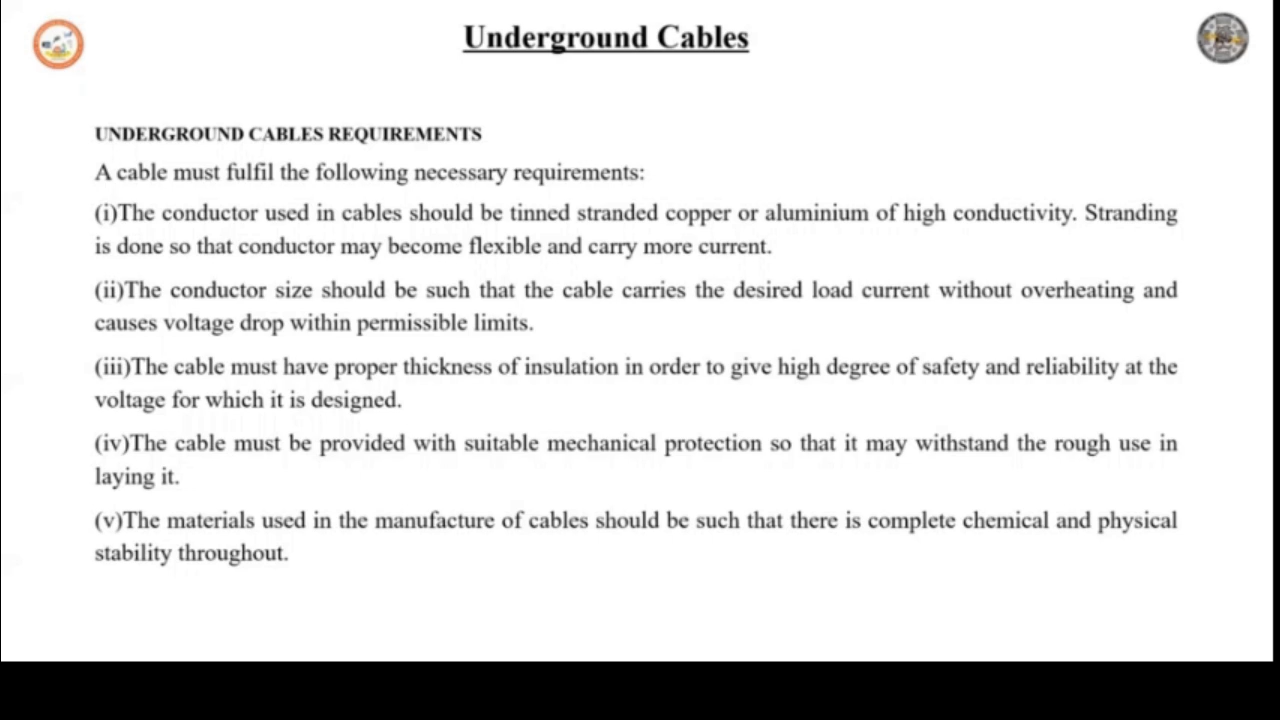 Underground Cables
UNDERGROUND CABLES REQUIREMENTS
A cable must fulfil the following necessary requirements:
(i)The conductor used in cables should be tinned stranded copper or aluminium of high conductivity. Stranding
is done so that conductor may become flexible and carry more current.
(ii)The conductor size should be such that the cable carries the desired load current without overheating and
causes voltage drop within permissible limits.
(iii)The cable must have proper thickness of insulation in order to give high degree of safety and reliability at the
voltage for which it is designed.
(iv)The cable must be provided with suitable mechanical protection so that it may withstand the rough use in
laying it.
(v)The materials used in the manufacture of cables should be such that there is complete chemical and physical
stability throughout.